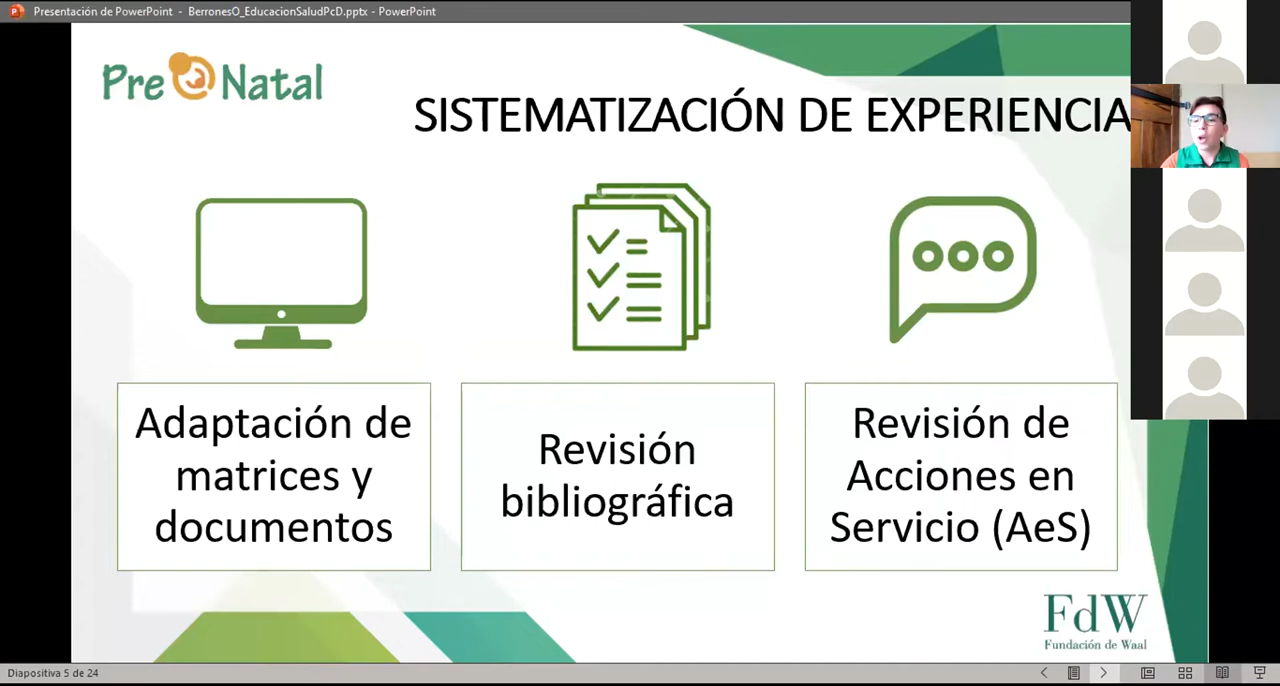 Presentación de PowerPoint - BerronesO_EducacionSaludPcD.pptx - PowerPoint
Pre Natal
SISTEMATIZACIÓN DE EXPERIENCIA
Adaptación de
matrices y
documentos
Revisión
bibliográfica
Revisión de
Acciones en
Servicio (AeS)
FdW
Fundación de Waal
Diapositiva 5 de 24